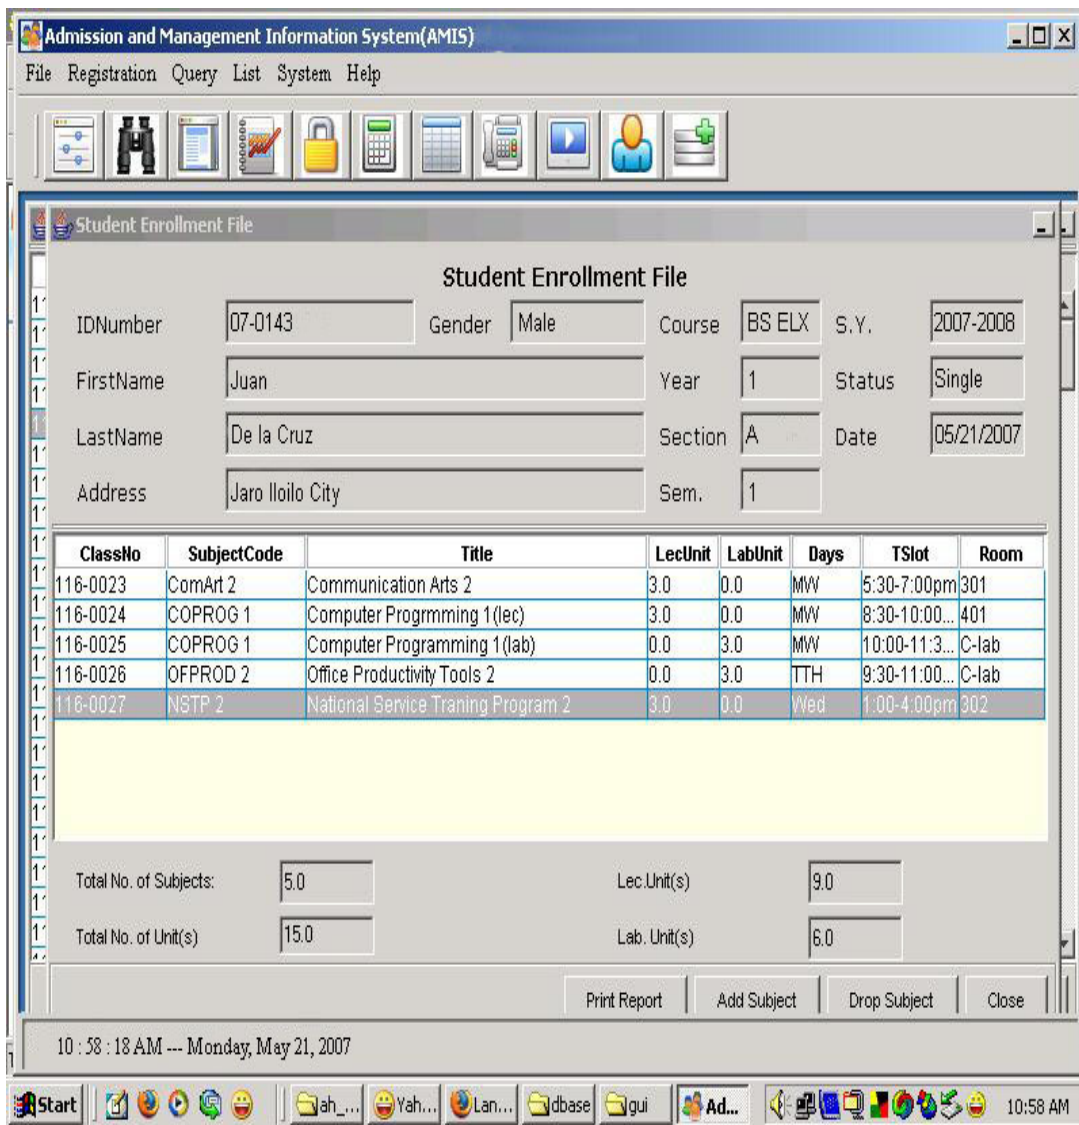 Admission and Management Information System(AMIS)
File Registration Query List System Help
Student Enrollment File
Student Enrollment File
IDNumber 07-0143 Gender Male Course BS ELX S.Y. 2007-2008
FirstName Juan Year 1 Status Single
LastName De la Cruz Section A Date 05/21/2007
Address Jaro Iloilo City Sem. 1
ClassNo SubjectCode Title LecUnit LabUnit Days TSlot Room
116-0023 ComArt 2 Communication Arts 2 3.0 0.0 MW 5:30-7:00pm 301
116-0024 COPROG 1 Computer Progrmming 1(lec) 3.0 0.0 MW 8:30-10:00... 401
116-0025 COPROG 1 Computer Programming 1(lab) 0.0 3.0 MW 10:00-11:3... C-lab
116-0026 OFPROD 2 Office Productivity Tools 2 0.0 3.0 TTH 9:30-11:00... C-lab
116-0027 NSTP 2 National Service Traning Program 2 3.0 0.0 Wed 1:00-4:00pm 302
Total No. of Subjects: 5.0 Lec.Unit(s) 9.0
Total No. of Unit(s) 15.0 Lab. Unit(s) 6.0
Print Report Add Subject Drop Subject Close
10 : 58 : 18 AM --- Monday, May 21, 2007
Start ah_... Yah... Lan... dbase gui Ad... 10:58 AM